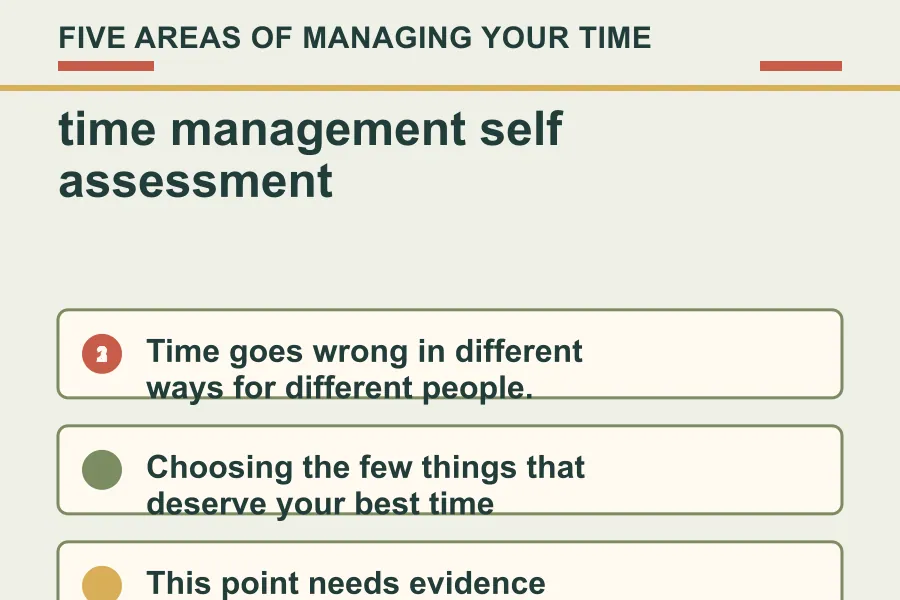 FIVE AREAS OF MANAGING YOUR TIME
time management self
assessment
Time goes wrong in different
ways for different people.
Choosing the few things that
deserve your best time
This point needs evidence